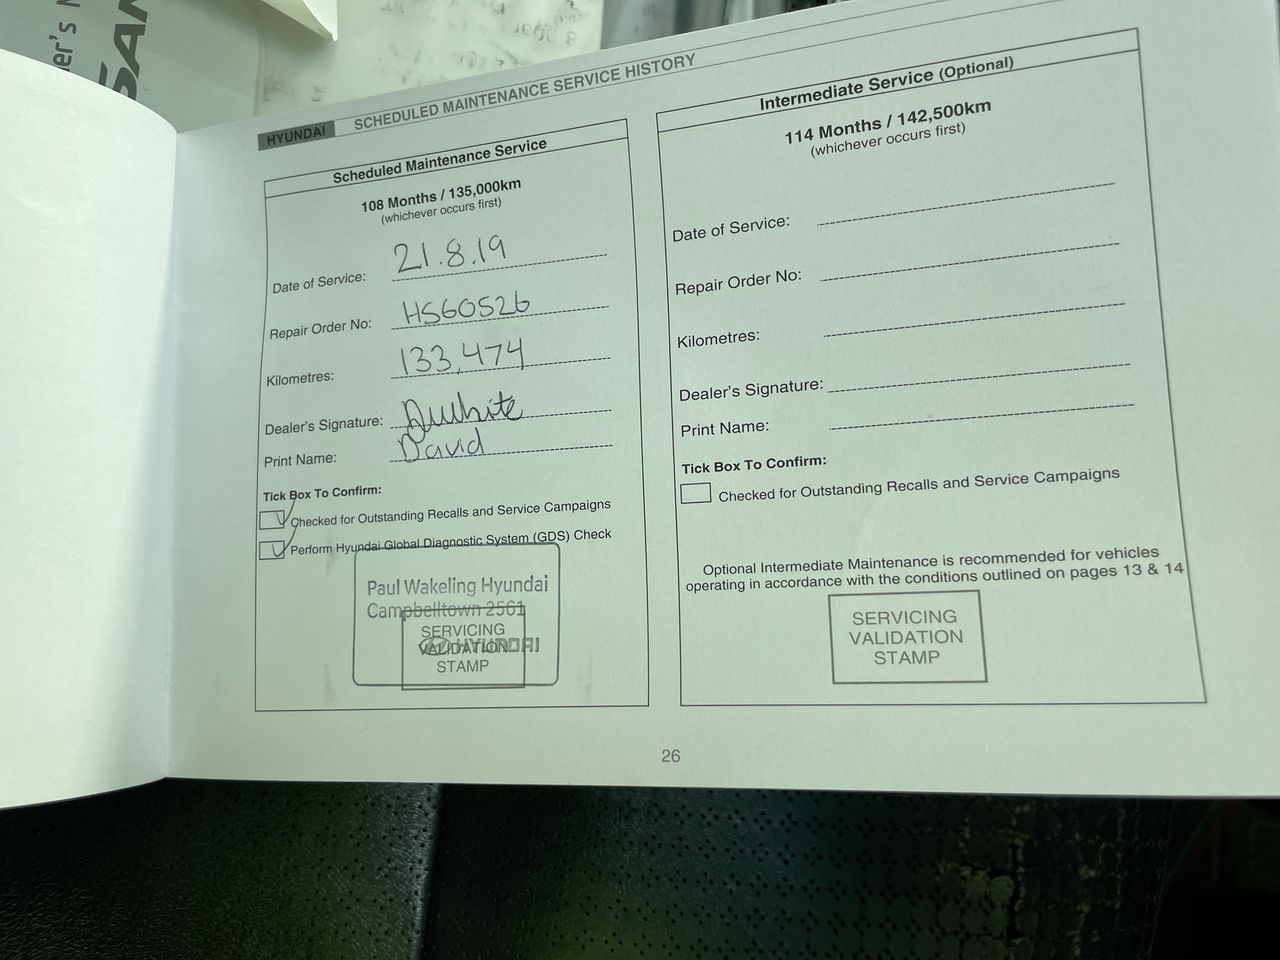 HYUNDAI SCHEDULED MAINTENANCE SERVICE HISTORY
Scheduled Maintenance Service
108 Months / 135,000km
(whichever occurs first)
Date of Service: 21.8.19
Repair Order No: HS60526
Kilometres: 133,474
Dealer's Signature: DWhite
Print Name: David
Tick Box To Confirm:
Checked for Outstanding Recalls and Service Campaigns
Perform Hyundai Global Diagnostic System (GDS) Check
Paul Wakeling Hyundai
Campbelltown 2561
HYUNDAI
SERVICING
VALIDATION
STAMP
Intermediate Service (Optional)
114 Months / 142,500km
(whichever occurs first)
Date of Service:
Repair Order No:
Kilometres:
Dealer's Signature:
Print Name:
Tick Box To Confirm:
Checked for Outstanding Recalls and Service Campaigns
Optional Intermediate Maintenance is recommended for vehicles
operating in accordance with the conditions outlined on pages 13 & 14
SERVICING
VALIDATION
STAMP
26